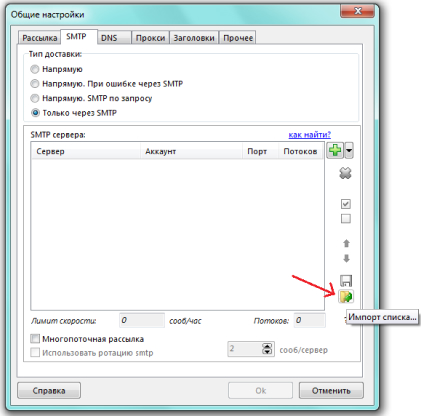 Общие настройки
Рассылка SMTP DNS Прокси Заголовки Прочее
Тип доставки:
Напрямую
Напрямую. При ошибке через SMTP
Напрямую. SMTP по запросу
Только через SMTP
SMTP сервера: как найти?
Сервер Аккаунт Порт Потоков
Импорт списка...
Лимит скорости: 0 сооб/час Потоков: 0
Многопоточная рассылка
Использовать ротацию smtp 2 сооб/сервер
Справка Ok Отменить